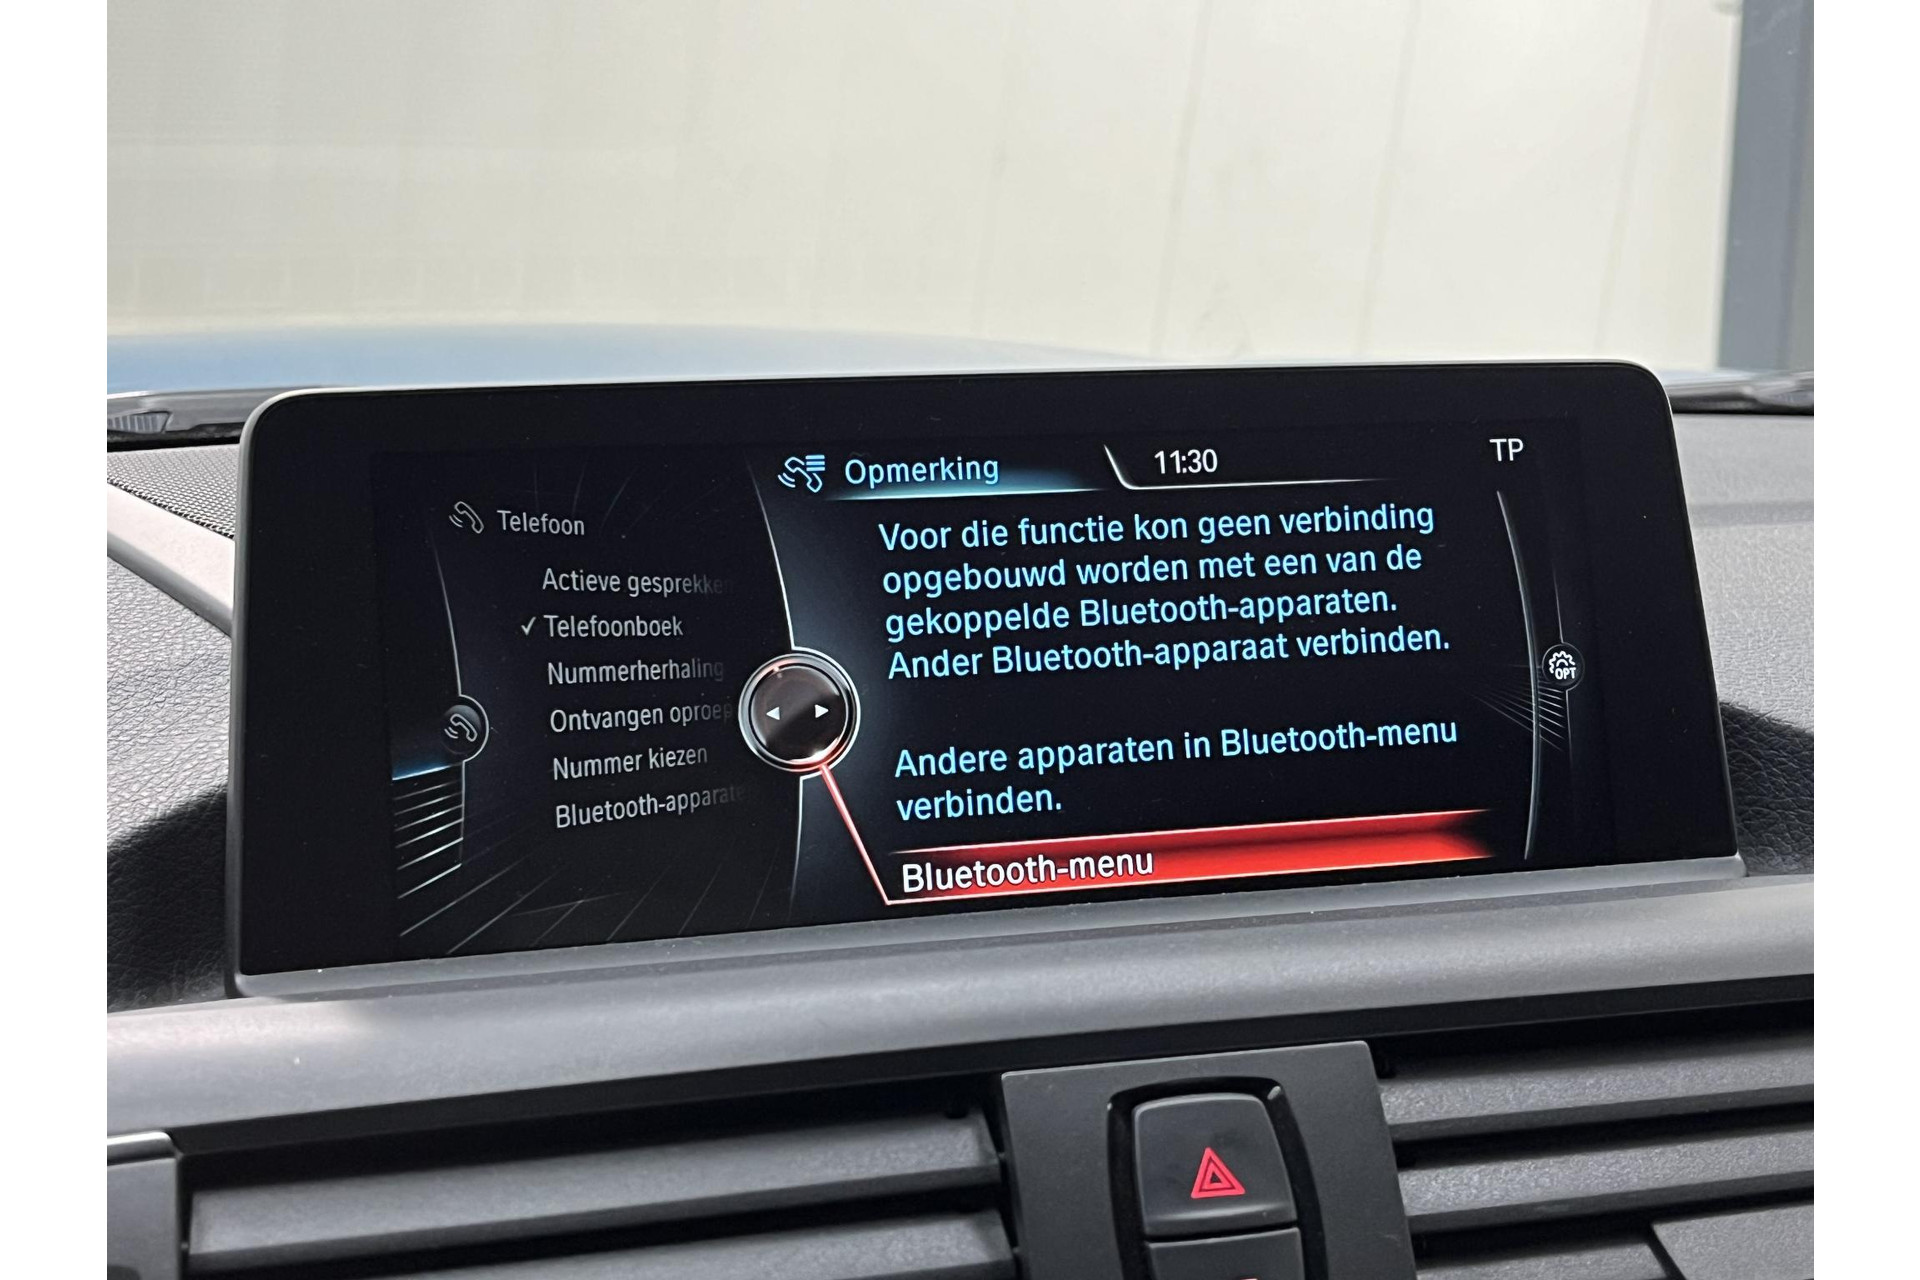 Opmerking
11:30
TP
Telefoon
Actieve gesprekken
✓ Telefoonboek
Nummerherhaling
Ontvangen oproep
Nummer kiezen
Bluetooth-apparate
Voor die functie kon geen verbinding
opgebouwd worden met een van de
gekoppelde Bluetooth-apparaten.
Ander Bluetooth-apparaat verbinden.
Andere apparaten in Bluetooth-menu
verbinden.
Bluetooth-menu
OPT